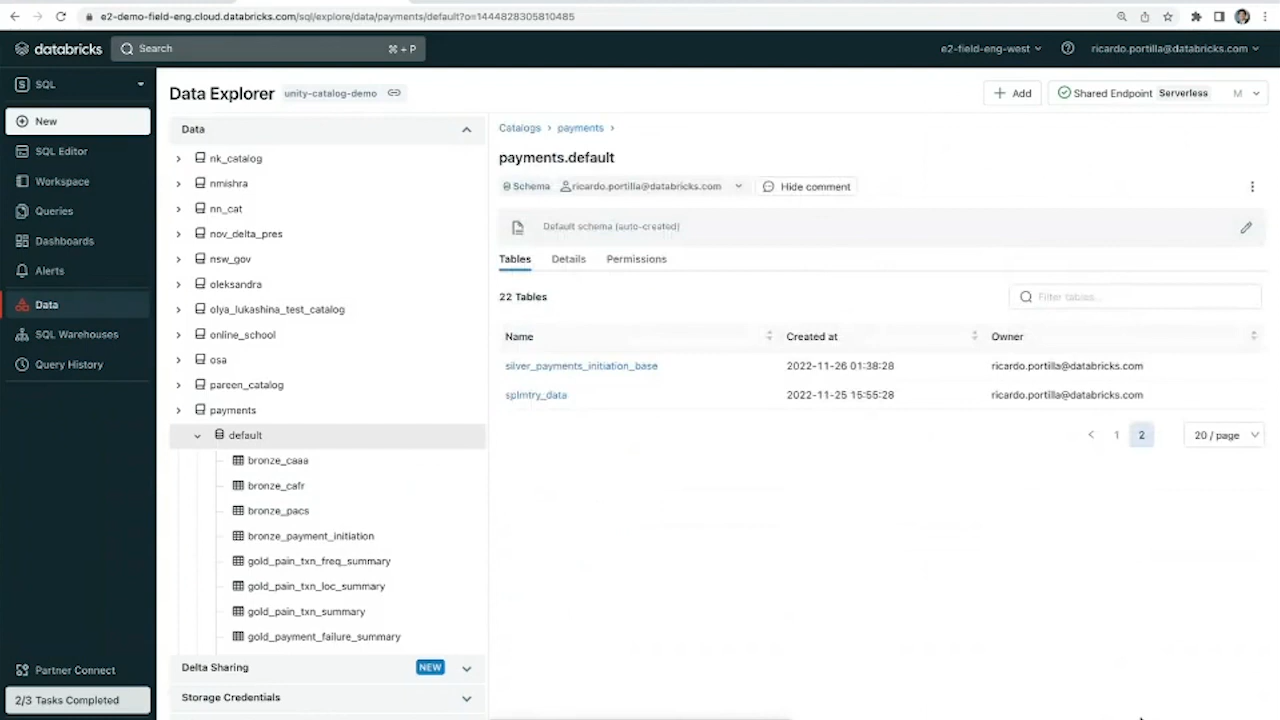 e2-demo-field-eng.cloud.databricks.com/sql/explore/data/payments/default?o=1444828305810485
databricks
Search
⌘ + P
e2-field-eng-west
ricardo.portilla@databricks.com
S SQL
New
SQL Editor
Workspace
Queries
Dashboards
Alerts
Data
SQL Warehouses
Query History
Partner Connect
2/3 Tasks Completed
Data Explorer
unity-catalog-demo
Add
Shared Endpoint Serverless M
Data
nk_catalog
nmishra
nn_cat
nov_delta_pres
nsw_gov
oleksandra
olya_lukashina_test_catalog
online_school
osa
pareen_catalog
payments
default
bronze_caaa
bronze_cafr
bronze_pacs
bronze_payment_initiation
gold_pain_txn_freq_summary
gold_pain_txn_loc_summary
gold_pain_txn_summary
gold_payment_failure_summary
Delta Sharing NEW
Storage Credentials
Catalogs > payments >
payments.default
Schema ricardo.portilla@databricks.com Hide comment
Default schema (auto-created)
Tables Details Permissions
22 Tables
Filter tables...
Name Created at Owner
silver_payments_initiation_base 2022-11-26 01:38:28 ricardo.portilla@databricks.com
splmtry_data 2022-11-25 15:55:28 ricardo.portilla@databricks.com
< 1 2 20 / page